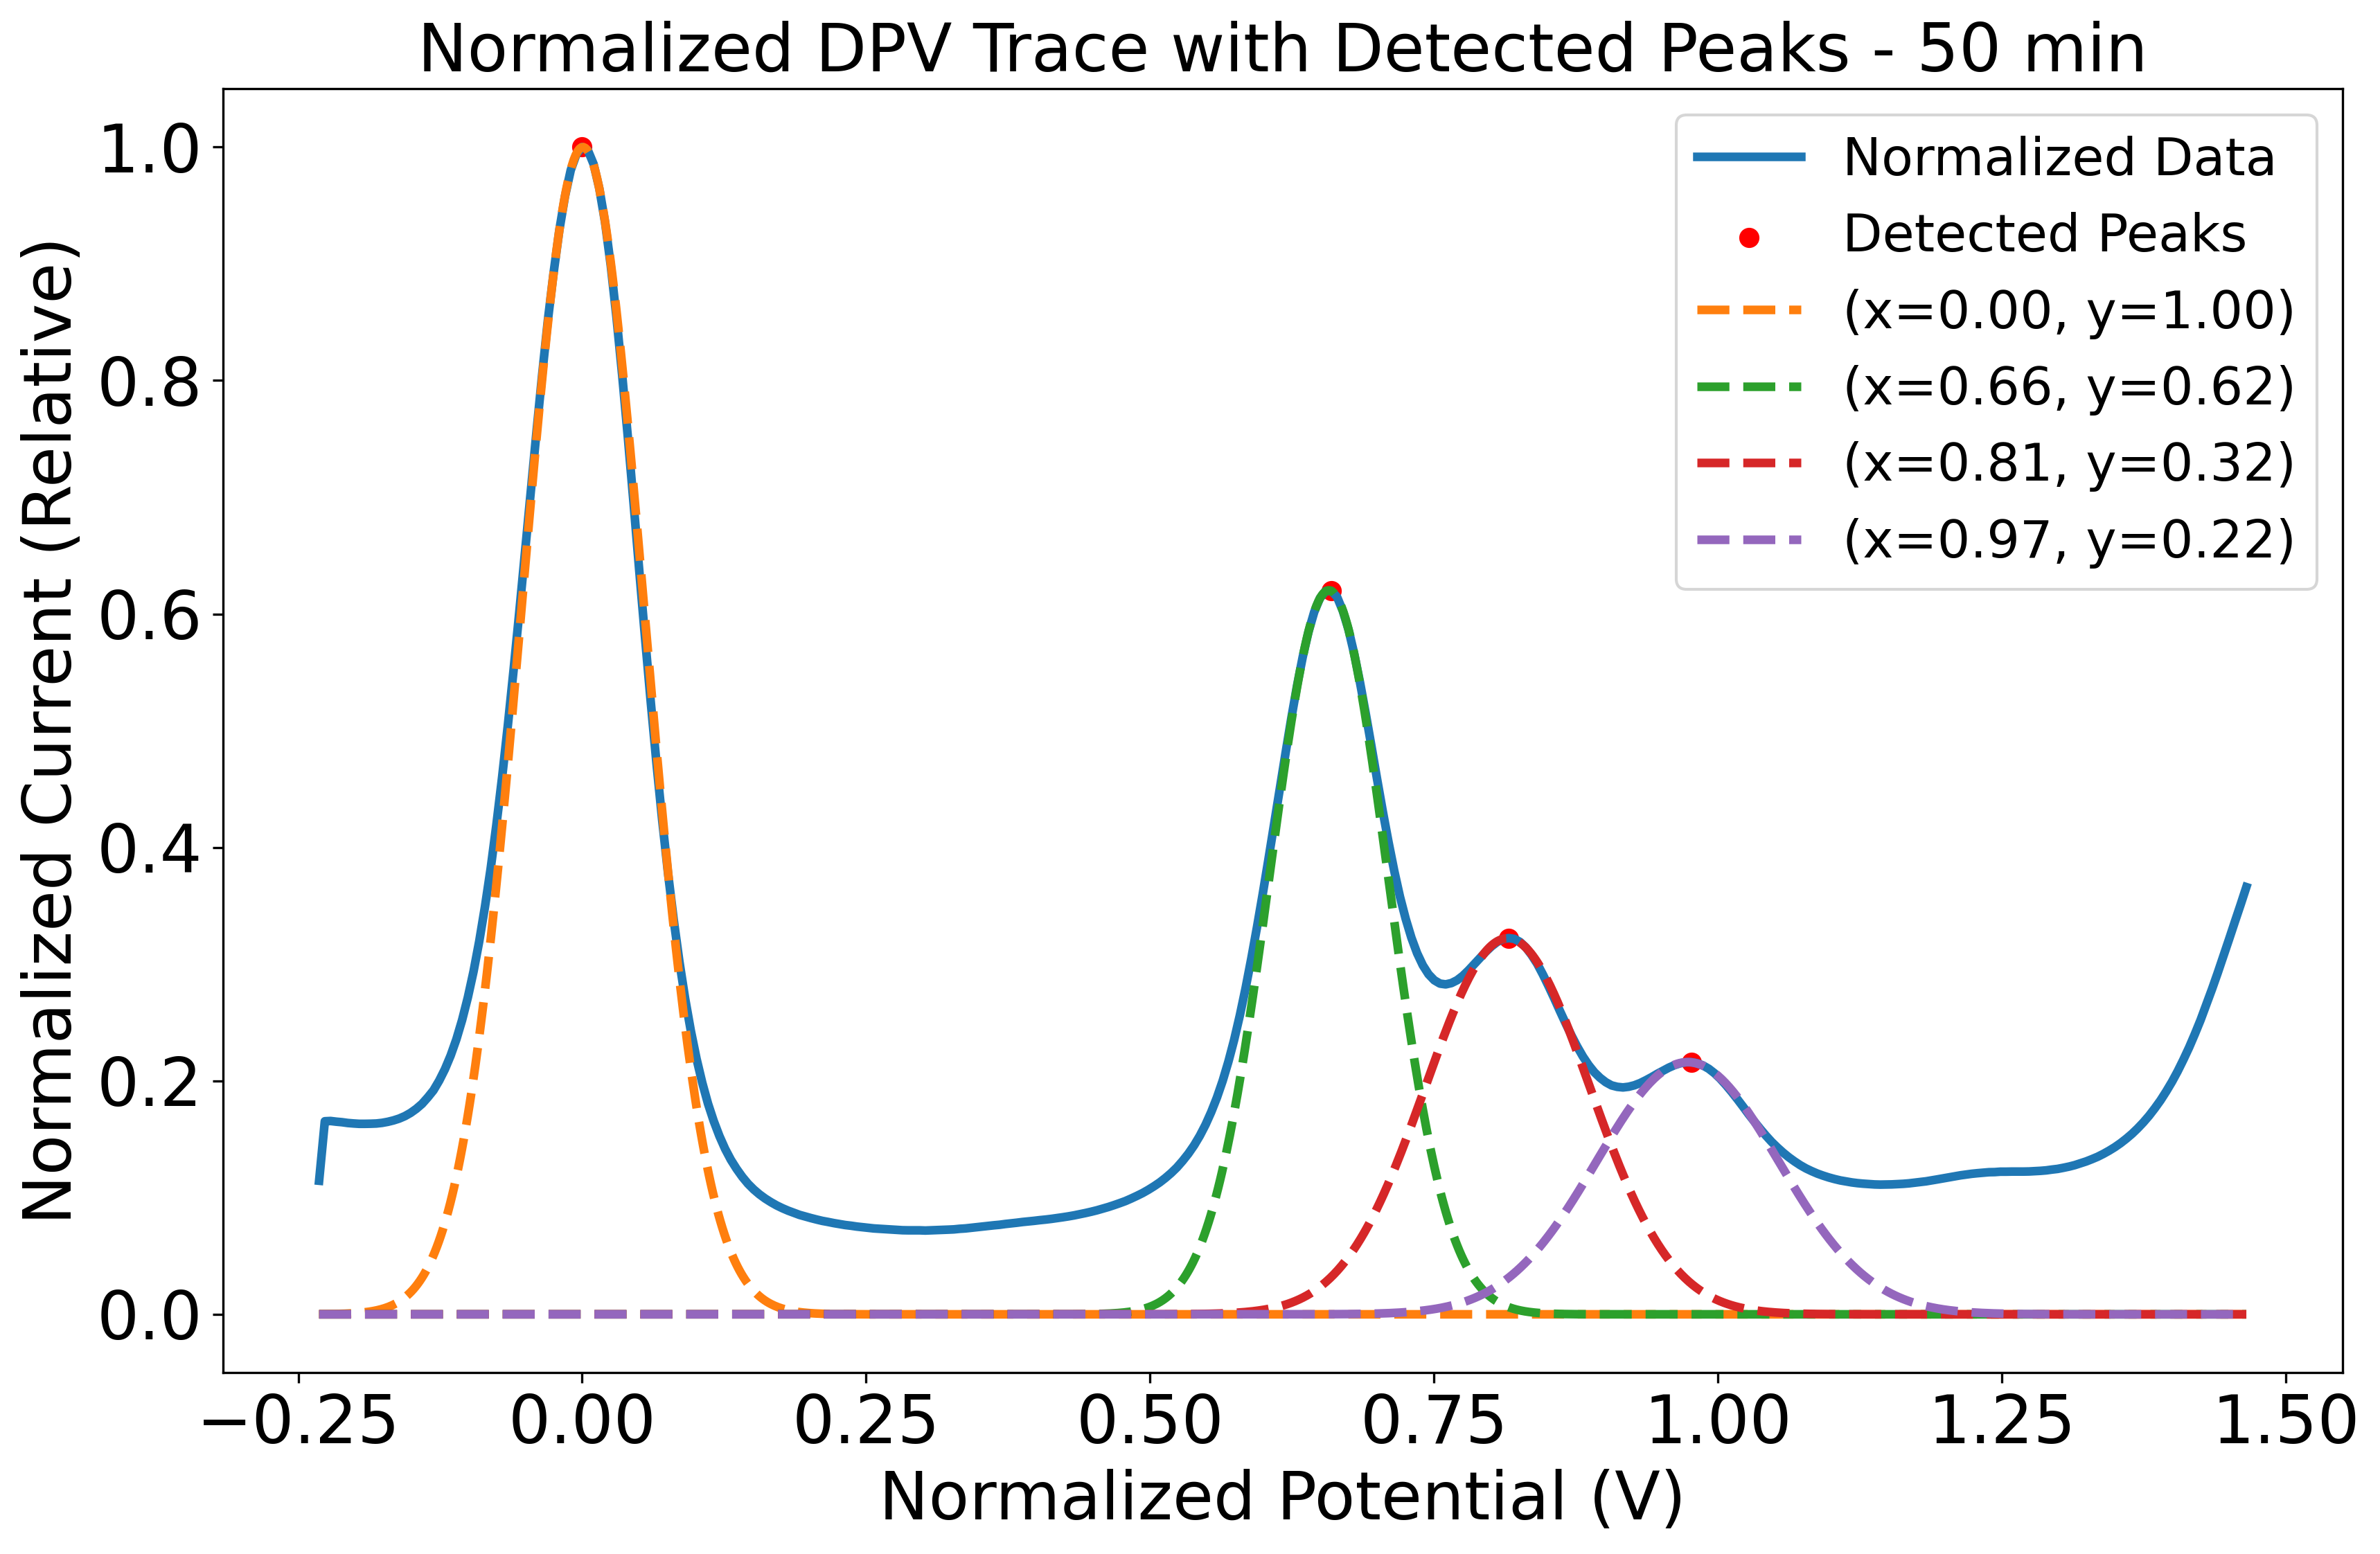 Normalized DPV Trace with Detected Peaks - 50 min
Normalized Current (Relative)
1.0
0.8
0.6
0.4
0.2
0.0
Normalized Data
Detected Peaks
(x=0.00, y=1.00)
(x=0.66, y=0.62)
(x=0.81, y=0.32)
(x=0.97, y=0.22)
−0.25 0.00 0.25 0.50 0.75 1.00 1.25 1.50
Normalized Potential (V)